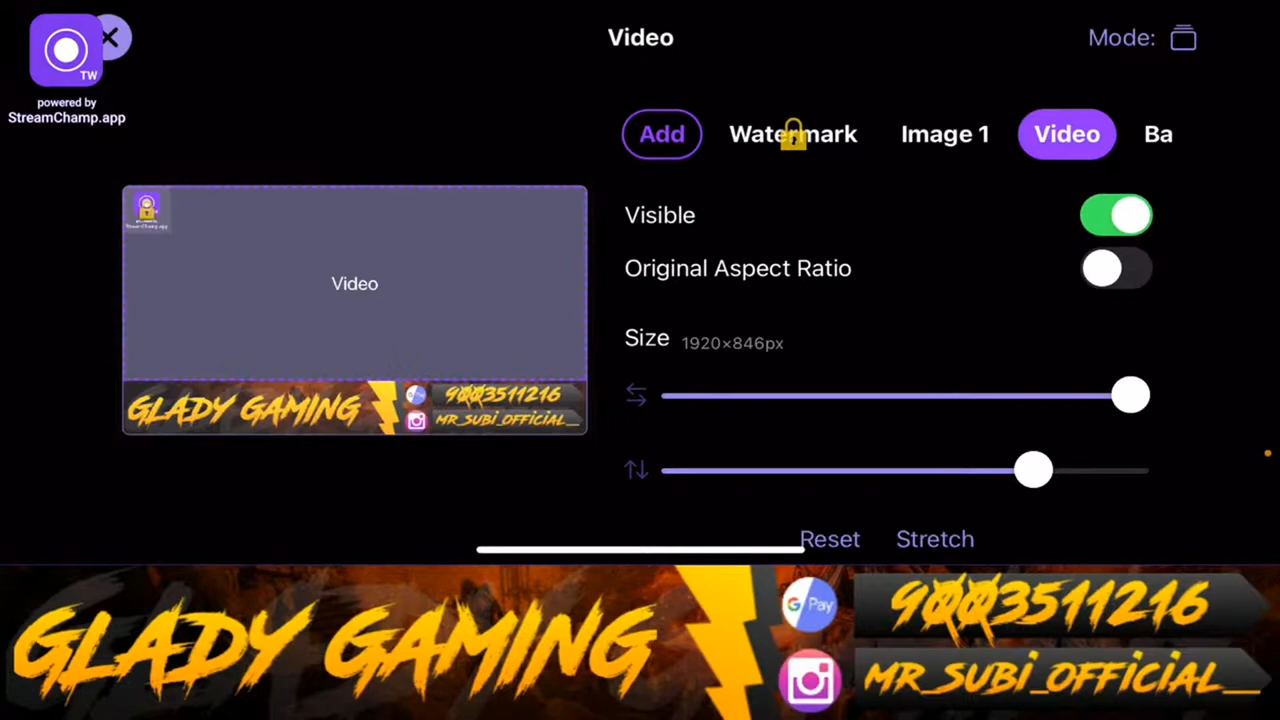 TW
powered by
StreamChamp.app
Video
Mode:
Add
Watermark
Image 1
Video
Ba
Visible
Original Aspect Ratio
Size 1920×846px
Reset
Stretch
Video
GLADY GAMING
9003511216
MR_SUBI_OFFICIAL_
GLADY GAMING
G Pay
9003511216
MR_SUBI_OFFICIAL_